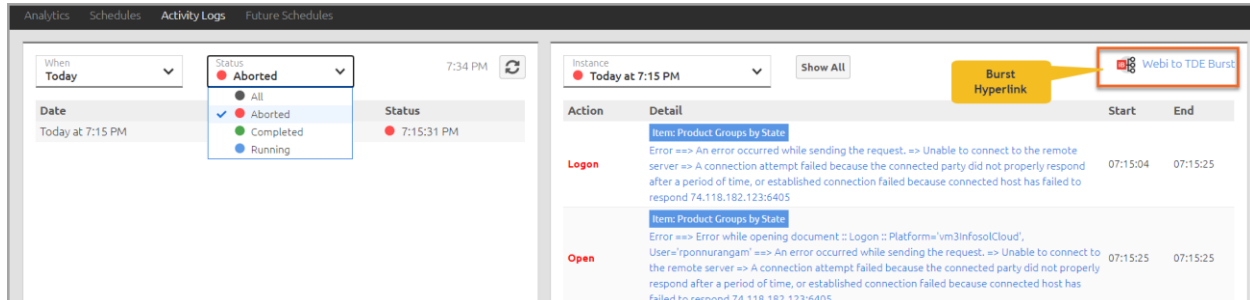 Analytics Schedules Activity Logs Future Schedules
When
Today
Status
Aborted
7:34 PM
All
Aborted
Completed
Running
Date Status
Today at 7:15 PM 7:15:31 PM
Instance
Today at 7:15 PM
Show All
Burst
Hyperlink
Webi to TDE Burst
Action Detail Start End
Item: Product Groups by State
Error ==> An error occurred while sending the request. => Unable to connect to the remote
Logon server => A connection attempt failed because the connected party did not properly respond 07:15:04 07:15:25
after a period of time, or established connection failed because connected host has failed to
respond 74.118.182.123:6405
Item: Product Groups by State
Error ==> Error while opening document :: Logon :: Platform='vm3InfosolCloud',
Open User='rponnurangam' ==> An error occurred while sending the request. => Unable to connect to 07:15:25 07:15:25
the remote server => A connection attempt failed because the connected party did not properly
respond after a period of time, or established connection failed because connected host has
failed to respond 74.118.182.123:6405